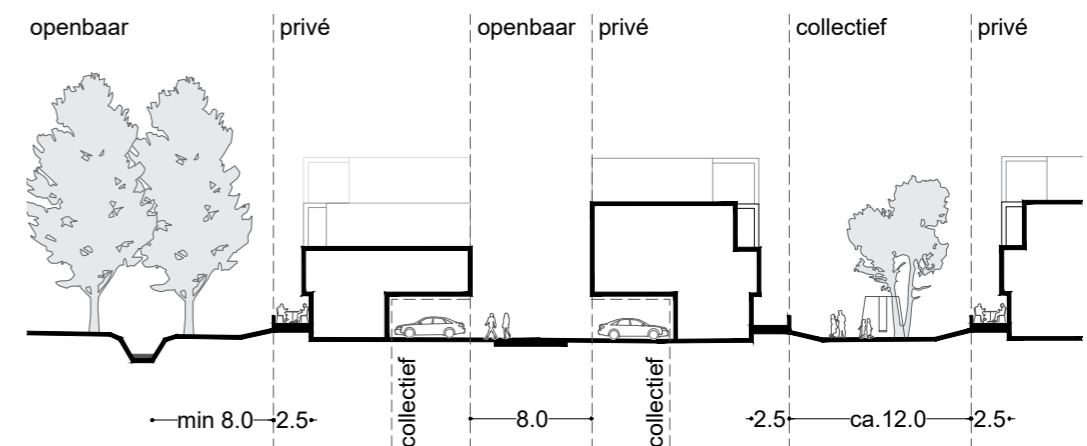 openbaar
privé
openbaar
privé
collectief
privé
collectief
collectief
min 8.0
2.5
8.0
2.5
ca.12.0
2.5